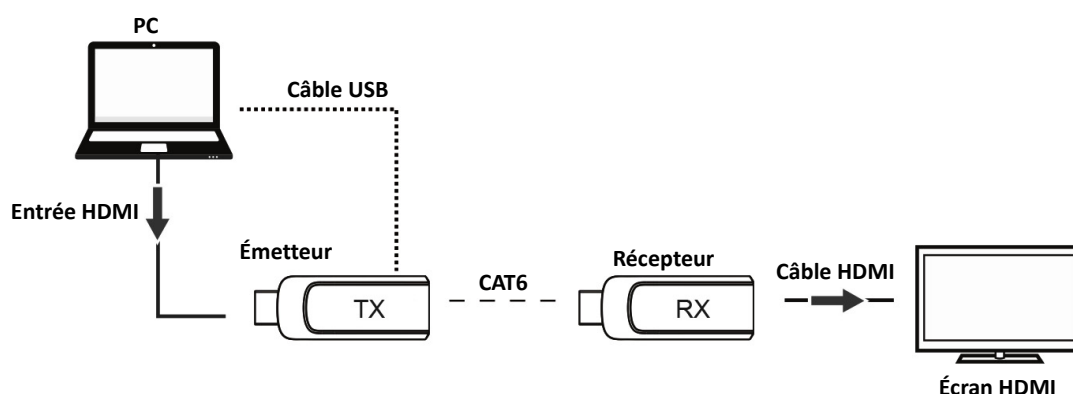 PC
Câble USB
Entrée HDMI
Émetteur
Récepteur
Câble HDMI
CAT6
TX
RX
Écran HDMI